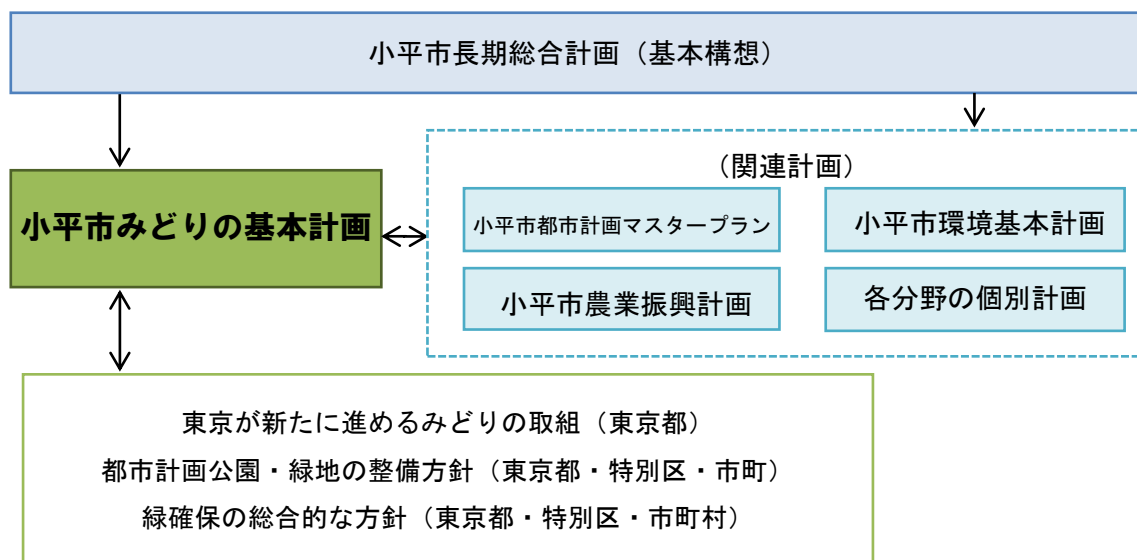 小平市長期総合計画（基本構想）
（関連計画）
小平市みどりの基本計画
小平市都市計画マスタープラン
小平市環境基本計画
小平市農業振興計画
各分野の個別計画
東京が新たに進めるみどりの取組（東京都）
都市計画公園・緑地の整備方針（東京都・特別区・市町）
緑確保の総合的な方針（東京都・特別区・市町村）